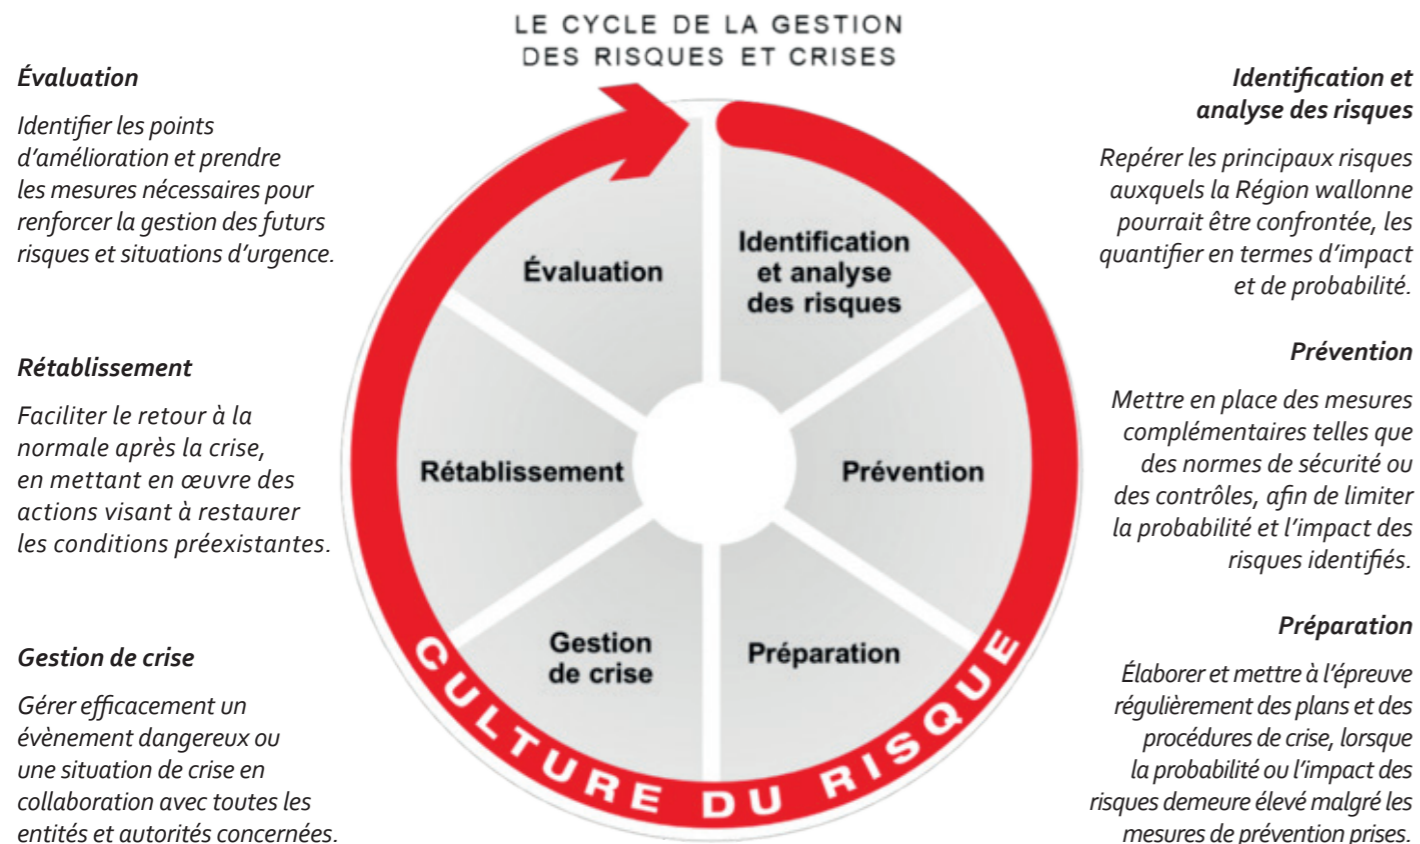 LE CYCLE DE LA GESTION
DES RISQUES ET CRISES
Évaluation
Identifier les points
d’amélioration et prendre
les mesures nécessaires pour
renforcer la gestion des futurs
risques et situations d’urgence.
Rétablissement
Faciliter le retour à la
normale après la crise,
en mettant en œuvre des
actions visant à restaurer
les conditions préexistantes.
Gestion de crise
Gérer efficacement un
évènement dangereux ou
une situation de crise en
collaboration avec toutes les
entités et autorités concernées.
Évaluation
Identification
et analyse
des risques
Rétablissement
Prévention
Gestion
de crise
Préparation
CULTURE DU RISQUE
Identification et
analyse des risques
Repérer les principaux risques
auxquels la Région wallonne
pourrait être confrontée, les
quantifier en termes d’impact
et de probabilité.
Prévention
Mettre en place des mesures
complémentaires telles que
des normes de sécurité ou
des contrôles, afin de limiter
la probabilité et l’impact des
risques identifiés.
Préparation
Élaborer et mettre à l’épreuve
régulièrement des plans et des
procédures de crise, lorsque
la probabilité ou l’impact des
risques demeure élevé malgré les
mesures de prévention prises.